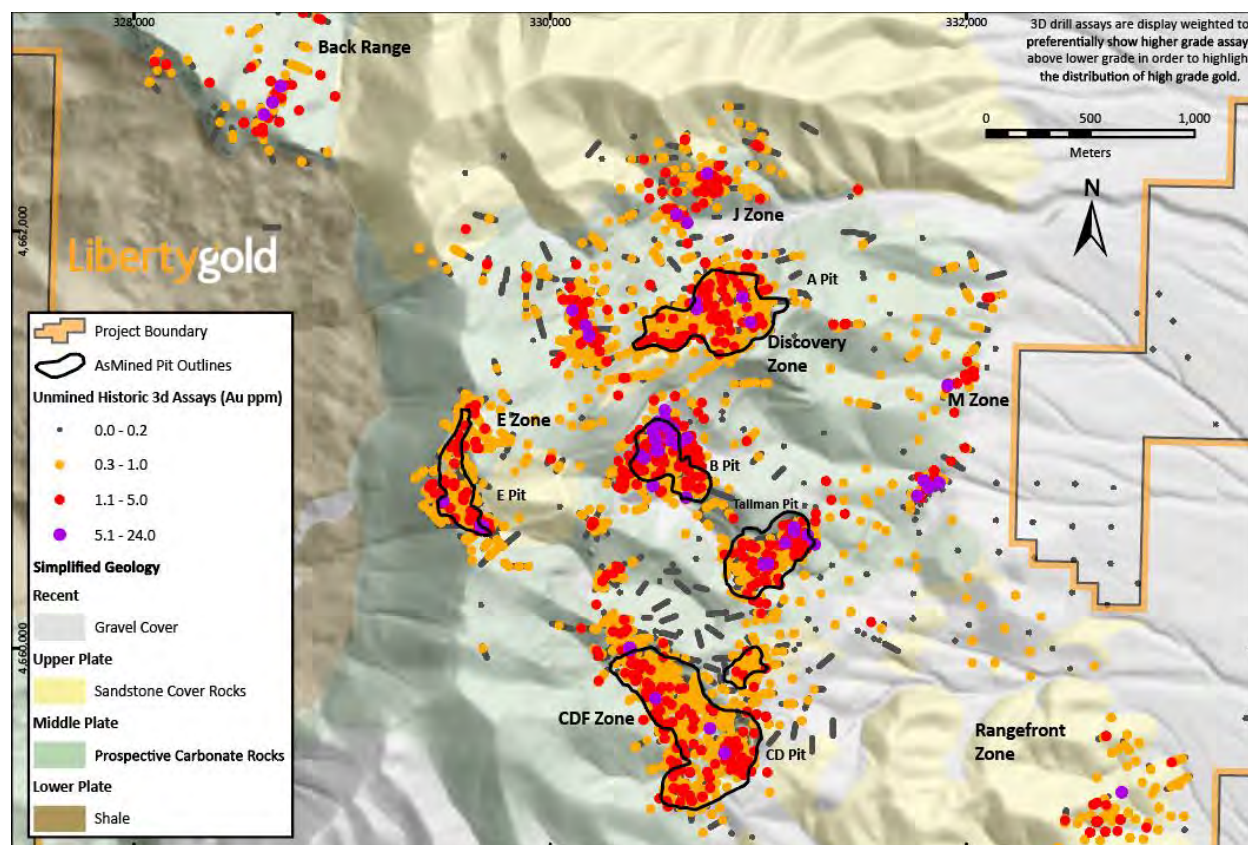 328,000
330,000
332,000
3D drill assays are display weighted to
preferentially show higher grade assay
above lower grade in order to highligh
the distribution of high grade gold.
Back Range
0
500
1,000
Meters
N
J Zone
4,662,000
Libertygold
A Pit
Discovery
Zone
M Zone
E Zone
B Pit
E Pit
Tallman Pit
4,660,000
CDF Zone
CD Pit
Rangefront
Zone
Project Boundary
AsMined Pit Outlines
Unmined Historic 3d Assays (Au ppm)
0.0 - 0.2
0.3 - 1.0
1.1 - 5.0
5.1 - 24.0
Simplified Geology
Recent
Gravel Cover
Upper Plate
Sandstone Cover Rocks
Middle Plate
Prospective Carbonate Rocks
Lower Plate
Shale